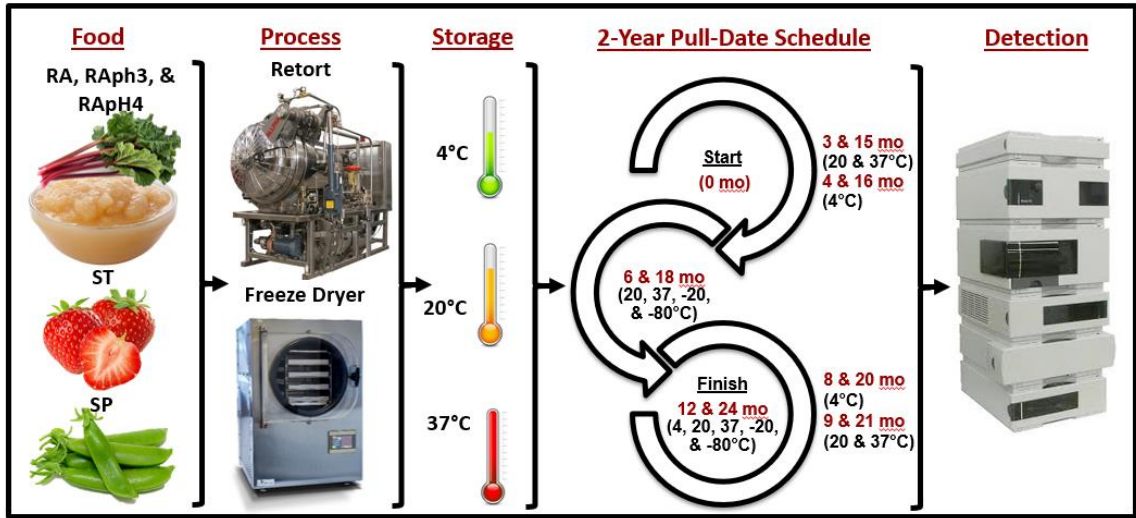 Food
RA, RAph3, &
RApH4
ST
SP
Process
Retort
Freeze Dryer
Storage
4°C
20°C
37°C
2-Year Pull-Date Schedule
Start
(0 mo)
3 & 15 mo
(20 & 37°C)
4 & 16 mo
(4°C)
6 & 18 mo
(20, 37, -20,
& -80°C)
8 & 20 mo
(4°C)
9 & 21 mo
(20 & 37°C)
Finish
12 & 24 mo
(4, 20, 37, -20,
& -80°C)
Detection